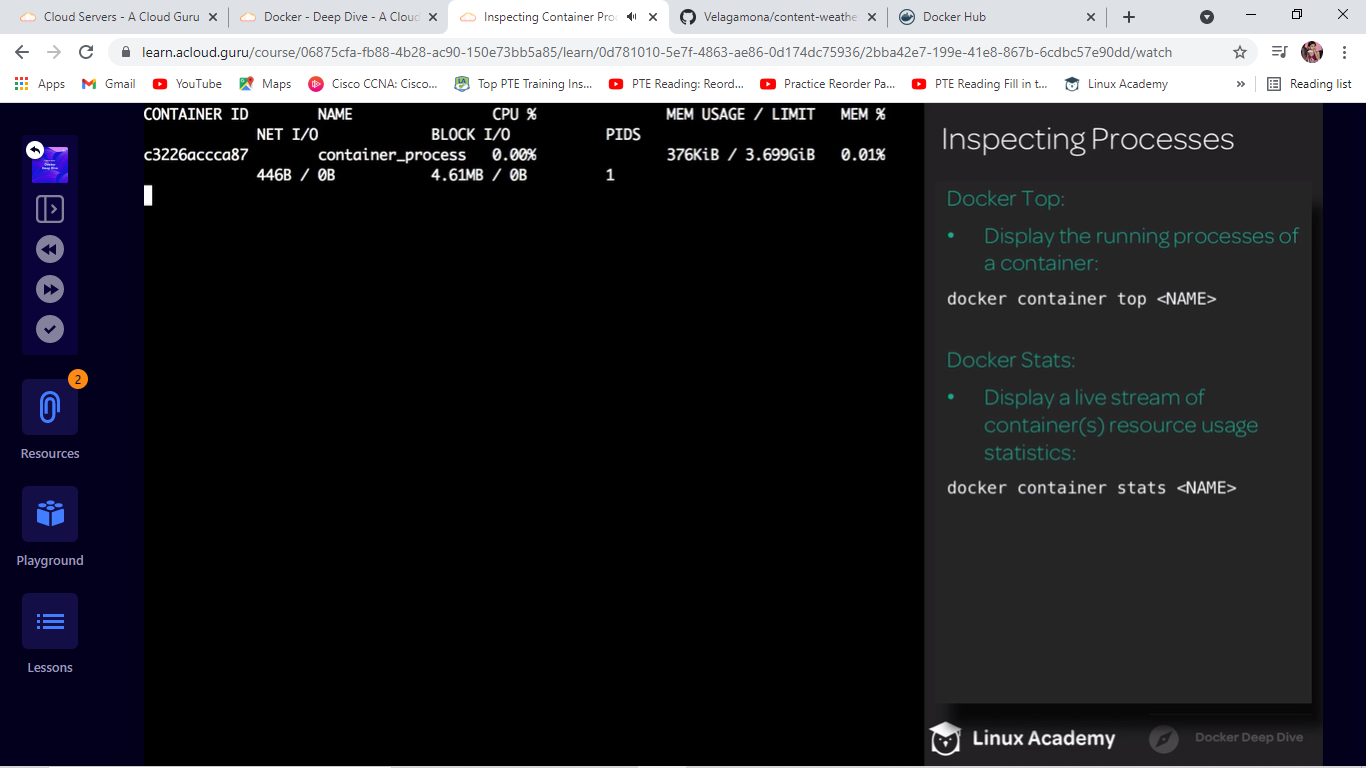 Cloud Servers - A Cloud Guru
Docker - Deep Dive - A Cloud
Inspecting Container Pro
Velagamona/content-weathe
Docker Hub
learn.acloud.guru/course/06875cfa-fb88-4b28-ac90-150e73bb5a85/learn/0d781010-5e7f-4863-ae86-0d174dc75936/2bba42e7-199e-41e8-867b-6cdbc57e90dd/watch
Apps
Gmail
YouTube
Maps
Cisco CCNA: Cisco...
Top PTE Training Ins...
PTE Reading: Reord...
Practice Reorder Pa...
PTE Reading Fill in t...
Linux Academy
»
Reading list
CONTAINER ID NAME CPU % MEM USAGE / LIMIT MEM %
NET I/O BLOCK I/O PIDS
c3226accca87 container_process 0.00% 376KiB / 3.699GiB 0.01%
446B / 0B 4.61MB / 0B 1
2
Resources
Playground
Lessons
Inspecting Processes
Docker Top:
• Display the running processes of
a container:
docker container top <NAME>
Docker Stats:
• Display a live stream of
container(s) resource usage
statistics:
docker container stats <NAME>
Linux Academy
Docker Deep Dive